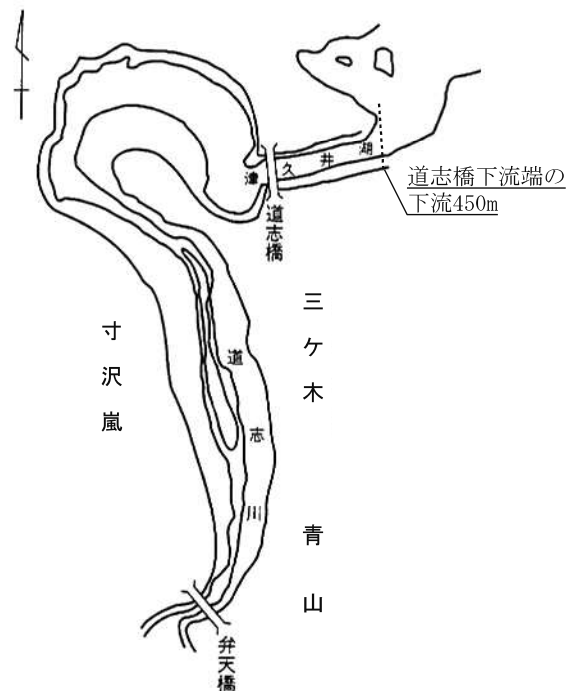 津久井湖
道志橋下流端の
下流450m
道志橋
三ケ木
寸沢嵐
道志川
青山
弁天橋